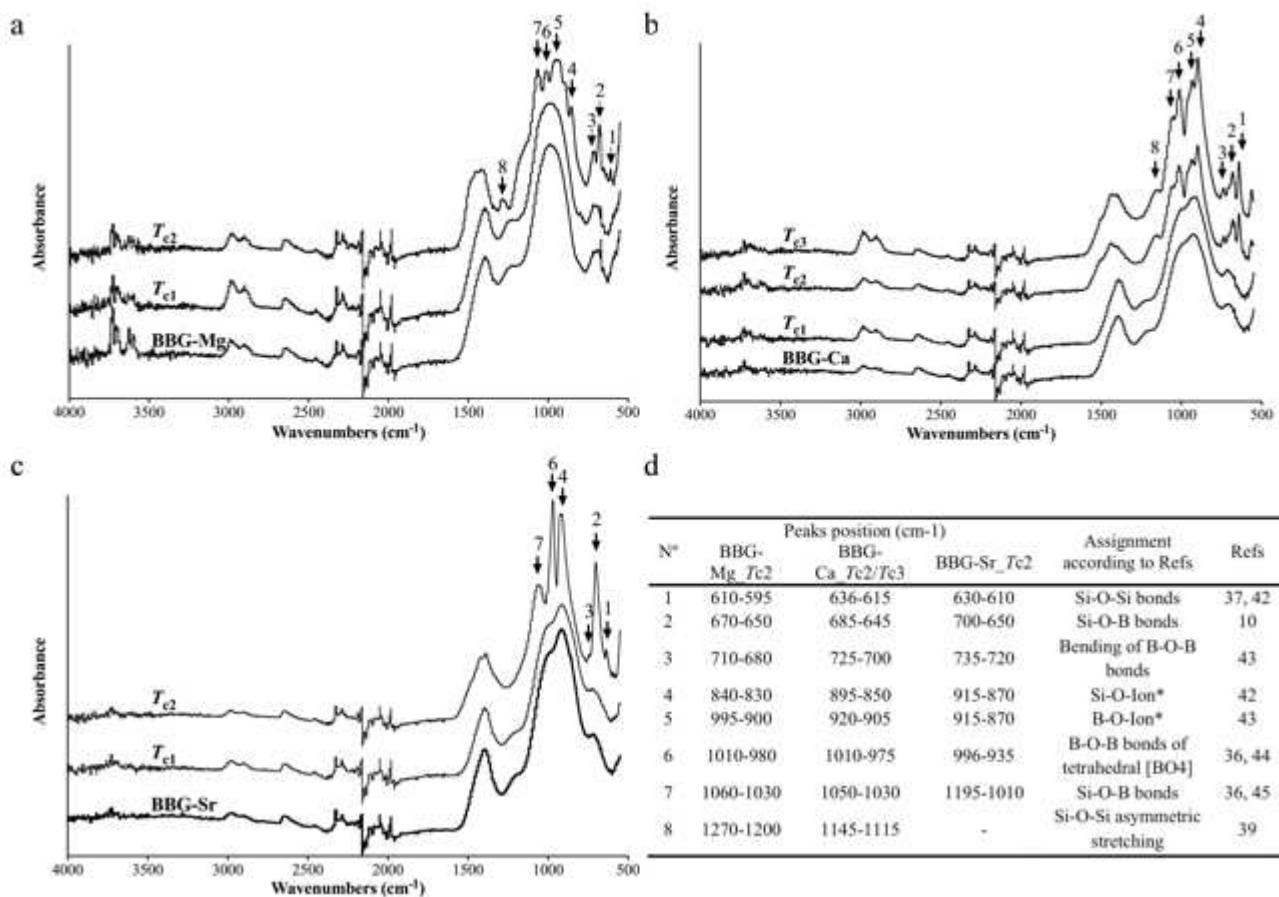 a
7 6 5
4
2
3
1
8
Tc2
Tc1
BBG-Mg
Absorbance
4000 3500 3000 2500 2000 1500 1000 500
Wavenumbers (cm-1)
b
4
5
6
7
1
2
8
3
Tc3
Tc2
Tc1
BBG-Ca
Absorbance
4000 3500 3000 2500 2000 1500 1000 500
Wavenumbers (cm-1)
c
6 4
2
7
3 1
Tc2
Tc1
BBG-Sr
Absorbance
4000 3500 3000 2500 2000 1500 1000 500
Wavenumbers (cm-1)
d
Peaks position (cm-1)
Nº BBG-Mg_Tc2 BBG-Ca_Tc2/Tc3 BBG-Sr_Tc2 Assignment according to Refs Refs
1 610-595 636-615 630-610 Si-O-Si bonds 37, 42
2 670-650 685-645 700-650 Si-O-B bonds 10
3 710-680 725-700 735-720 Bending of B-O-B bonds 43
4 840-830 895-850 915-870 Si-O-Ion* 42
5 995-900 920-905 915-870 B-O-Ion* 43
6 1010-980 1010-975 996-935 B-O-B bonds of tetrahedral [BO4] 36, 44
7 1060-1030 1050-1030 1195-1010 Si-O-B bonds 36, 45
8 1270-1200 1145-1115 - Si-O-Si asymmetric stretching 39